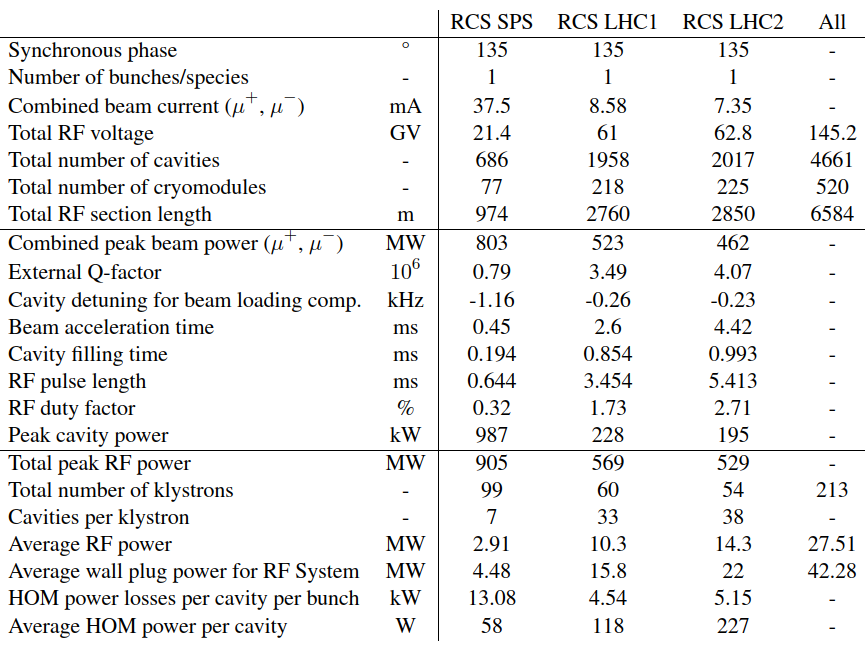 RCS SPS RCS LHC1 RCS LHC2 All
Synchronous phase ° 135 135 135 -
Number of bunches/species - 1 1 1 -
Combined beam current (μ⁺, μ⁻) mA 37.5 8.58 7.35 -
Total RF voltage GV 21.4 61 62.8 145.2
Total number of cavities - 686 1958 2017 4661
Total number of cryomodules - 77 218 225 520
Total RF section length m 974 2760 2850 6584
Combined peak beam power (μ⁺, μ⁻) MW 803 523 462 -
External Q-factor 10⁶ 0.79 3.49 4.07 -
Cavity detuning for beam loading comp. kHz -1.16 -0.26 -0.23 -
Beam acceleration time ms 0.45 2.6 4.42 -
Cavity filling time ms 0.194 0.854 0.993 -
RF pulse length ms 0.644 3.454 5.413 -
RF duty factor % 0.32 1.73 2.71 -
Peak cavity power kW 987 228 195 -
Total peak RF power MW 905 569 529 -
Total number of klystrons - 99 60 54 213
Cavities per klystron - 7 33 38 -
Average RF power MW 2.91 10.3 14.3 27.51
Average wall plug power for RF System MW 4.48 15.8 22 42.28
HOM power losses per cavity per bunch kW 13.08 4.54 5.15 -
Average HOM power per cavity W 58 118 227 -